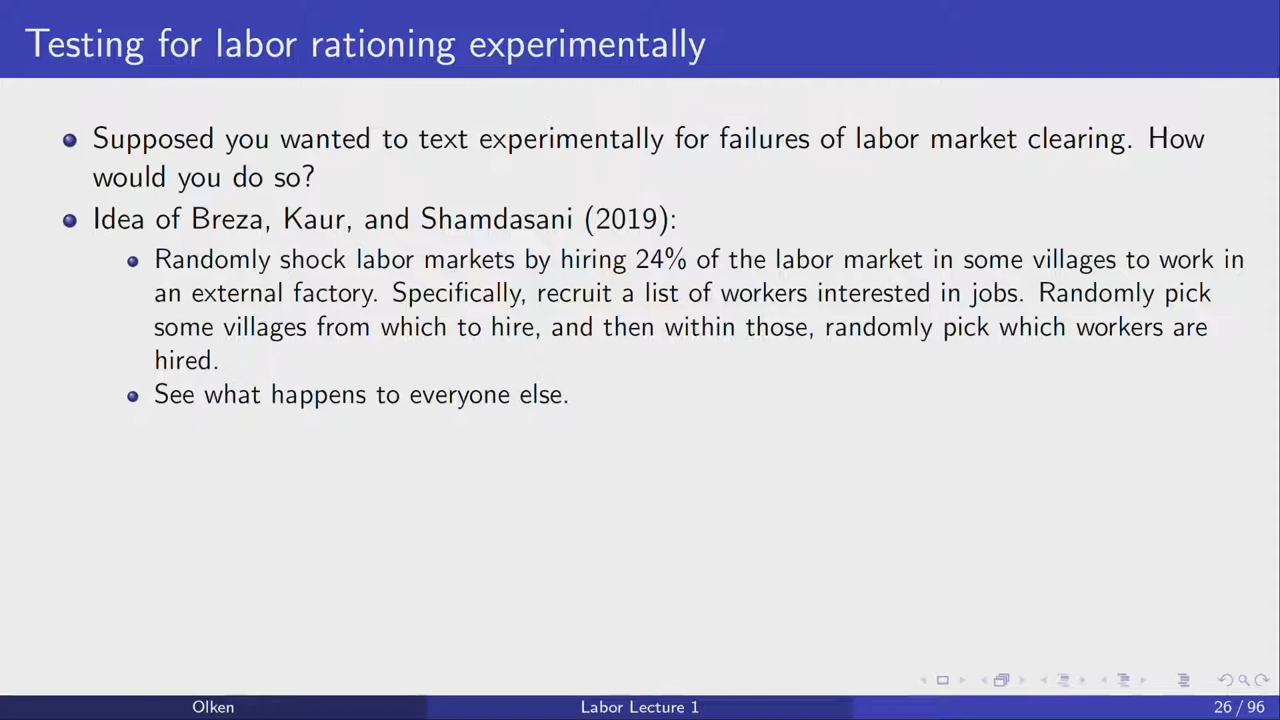 Testing for labor rationing experimentally
Supposed you wanted to text experimentally for failures of labor market clearing. How
would you do so?
Idea of Breza, Kaur, and Shamdasani (2019):
Randomly shock labor markets by hiring 24% of the labor market in some villages to work in
an external factory. Specifically, recruit a list of workers interested in jobs. Randomly pick
some villages from which to hire, and then within those, randomly pick which workers are
hired.
See what happens to everyone else.
Olken
Labor Lecture 1
26 / 96